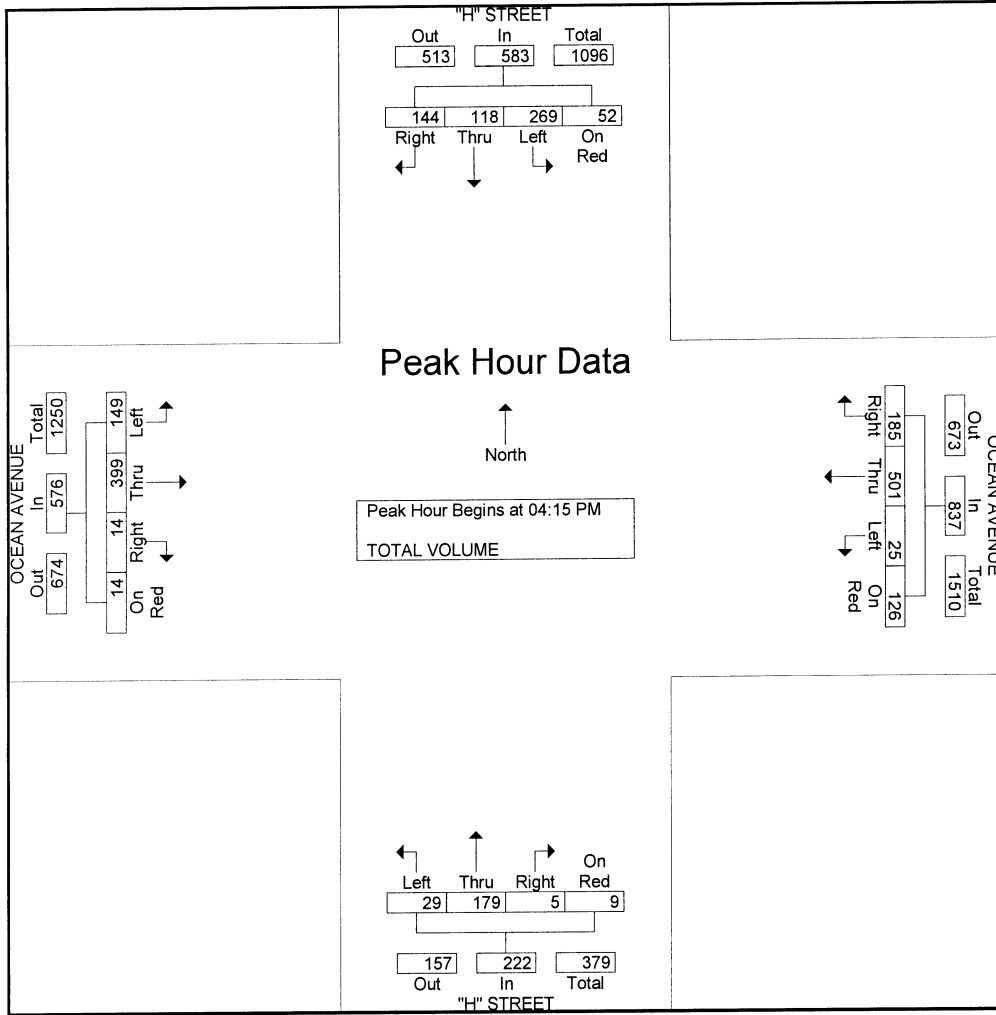 "H" STREET
Out In Total
513 583 1096
144 118 269 52
Right Thru Left On
Red
Peak Hour Data
North
Peak Hour Begins at 04:15 PM
TOTAL VOLUME
OCEAN AVENUE
Out In Total
674 576 1250
149 399 14 14
Left Thru Right On
Red
OCEAN AVENUE
Out In Total
673 837 1510
185 501 25 126
Right Thru Left On
Red
On
Left Thru Right Red
29 179 5 9
157 222 379
Out In Total
"H" STREET